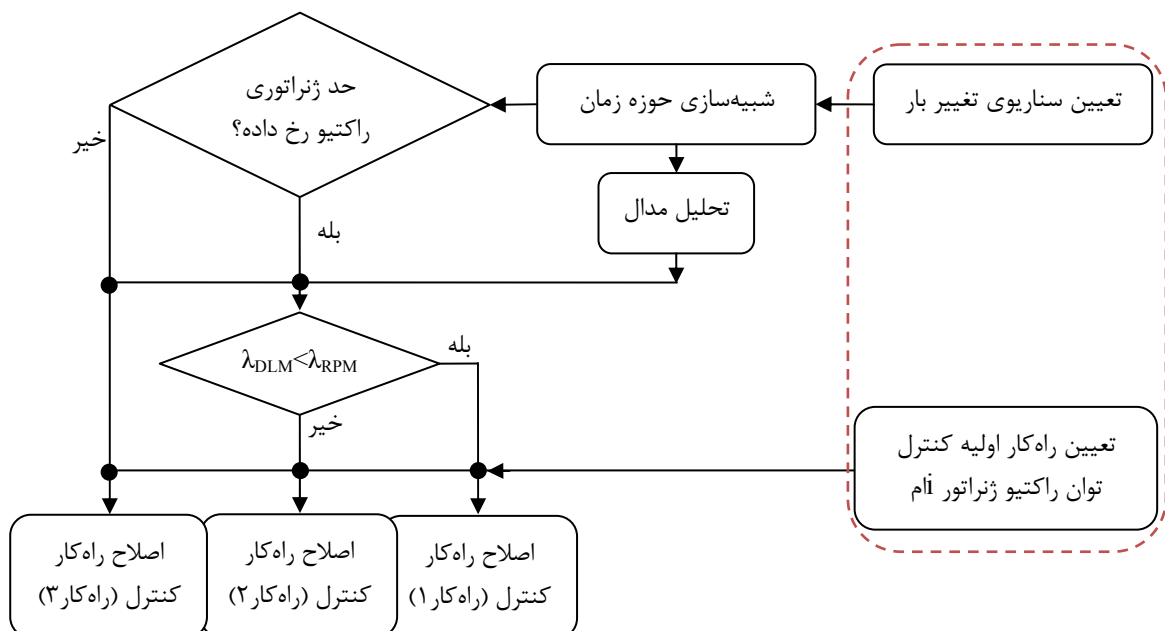 تعیین سناریوی تغییر بار
شبیه‌سازی حوزه زمان
حد ژنراتوری
راکتیو رخ داده؟
خیر
بله
تحلیل مدال
λDLM<λRPM
بله
خیر
تعیین راه‌کار اولیه کنترل
توان راکتیو ژنراتور iام
اصلاح راه‌کار
کنترل (راه‌کار۱)
اصلاح راه‌کار
کنترل (راه‌کار۲)
اصلاح راه‌کار
کنترل (راه‌کار۳)